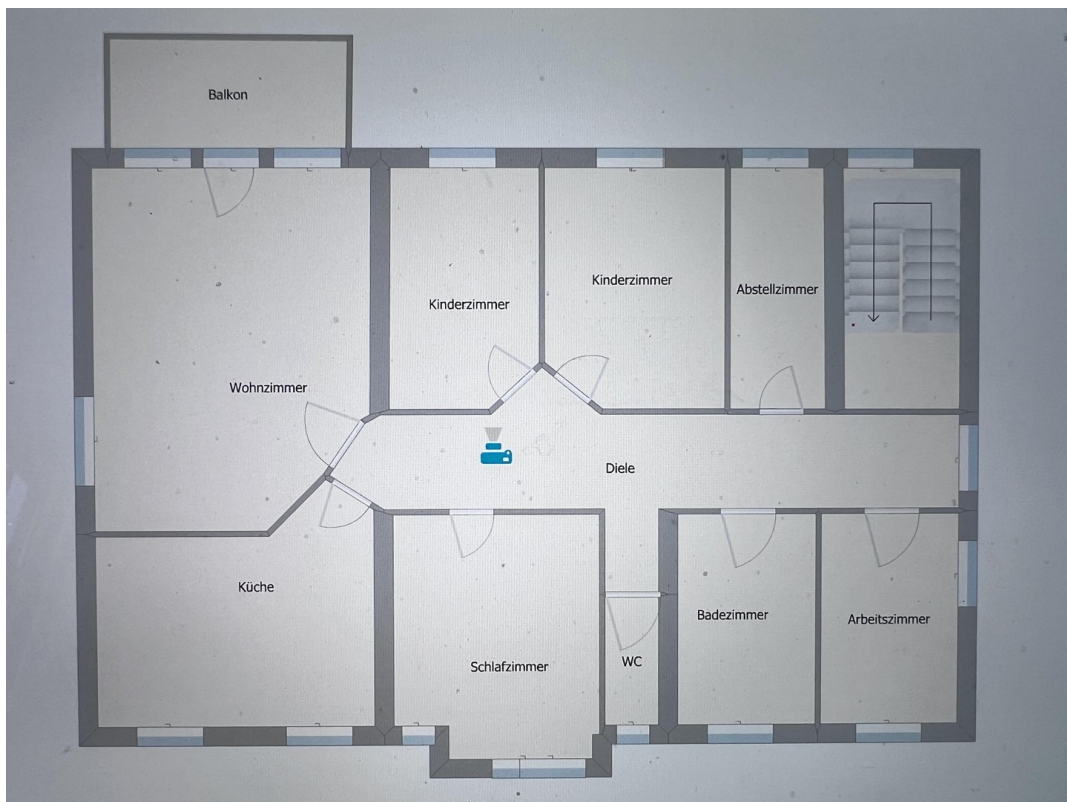 Balkon
Kinderzimmer
Abstellzimmer
Kinderzimmer
Wohnzimmer
Diele
Küche
Badezimmer
Arbeitszimmer
WC
Schlafzimmer